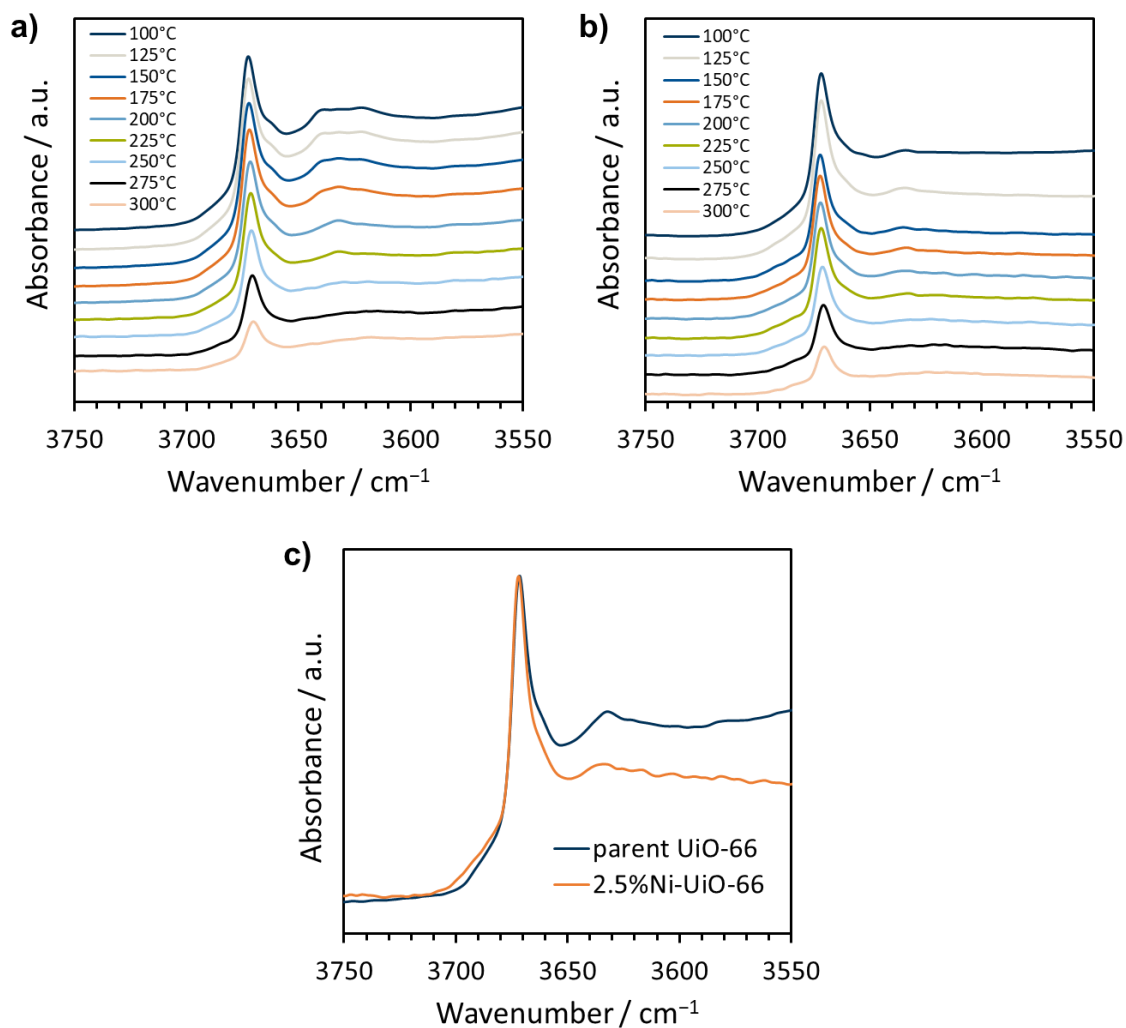 a)
100°C
125°C
150°C
175°C
200°C
225°C
250°C
275°C
300°C
Absorbance / a.u.
3750 3700 3650 3600 3550
Wavenumber / cm⁻¹
b)
100°C
125°C
150°C
175°C
200°C
225°C
250°C
275°C
300°C
Absorbance / a.u.
3750 3700 3650 3600 3550
Wavenumber / cm⁻¹
c)
Absorbance / a.u.
parent UiO-66
2.5%Ni-UiO-66
3750 3700 3650 3600 3550
Wavenumber / cm⁻¹